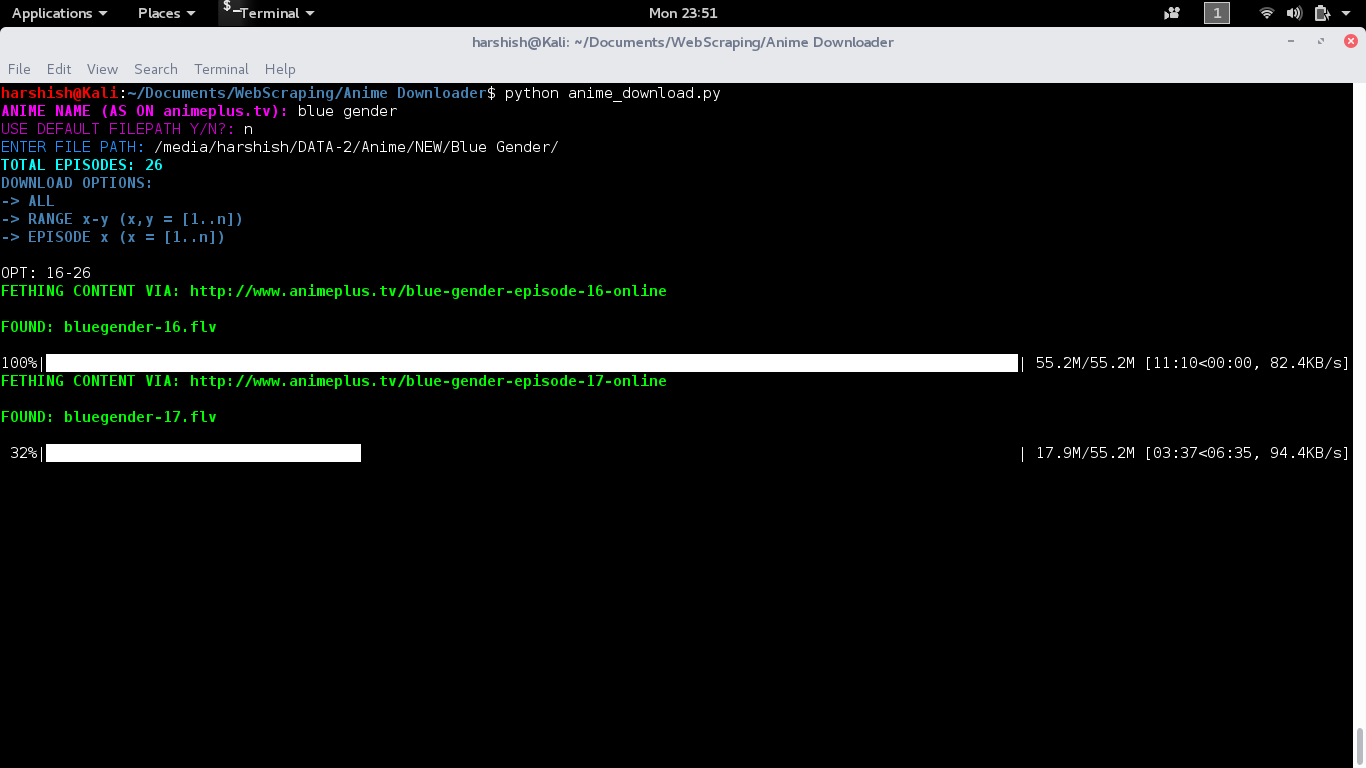 Applications Places $_Terminal Mon 23:51 1
harshish@Kali: ~/Documents/WebScraping/Anime Downloader
File Edit View Search Terminal Help
harshish@Kali:~/Documents/WebScraping/Anime Downloader$ python anime_download.py
ANIME NAME (AS ON animeplus.tv): blue gender
USE DEFAULT FILEPATH Y/N?: n
ENTER FILE PATH: /media/harshish/DATA-2/Anime/NEW/Blue Gender/
TOTAL EPISODES: 26
DOWNLOAD OPTIONS:
-> ALL
-> RANGE x-y (x,y = [1..n])
-> EPISODE x (x = [1..n])
OPT: 16-26
FETHING CONTENT VIA: http://www.animeplus.tv/blue-gender-episode-16-online
FOUND: bluegender-16.flv
100%| | 55.2M/55.2M [11:10<00:00, 82.4KB/s]
FETHING CONTENT VIA: http://www.animeplus.tv/blue-gender-episode-17-online
FOUND: bluegender-17.flv
32%| | 17.9M/55.2M [03:37<06:35, 94.4KB/s]